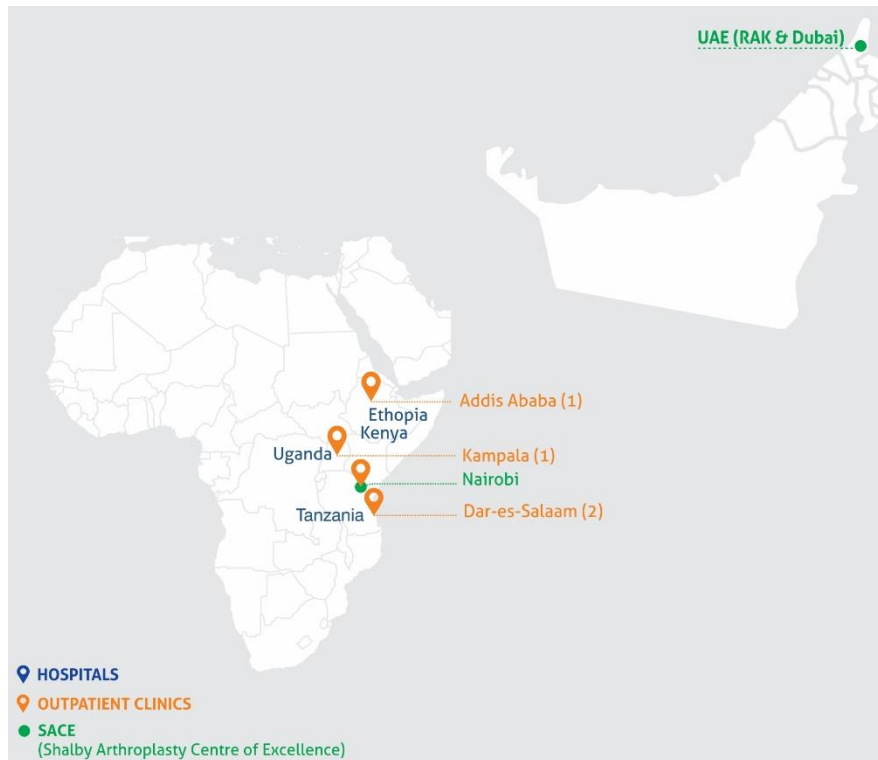 UAE (RAK & Dubai)
Addis Ababa (1)
Ethopia
Kenya
Uganda
Kampala (1)
Nairobi
Tanzania
Dar-es-Salaam (2)
HOSPITALS
OUTPATIENT CLINICS
SACE
(Shalby Arthroplasty Centre of Excellence)